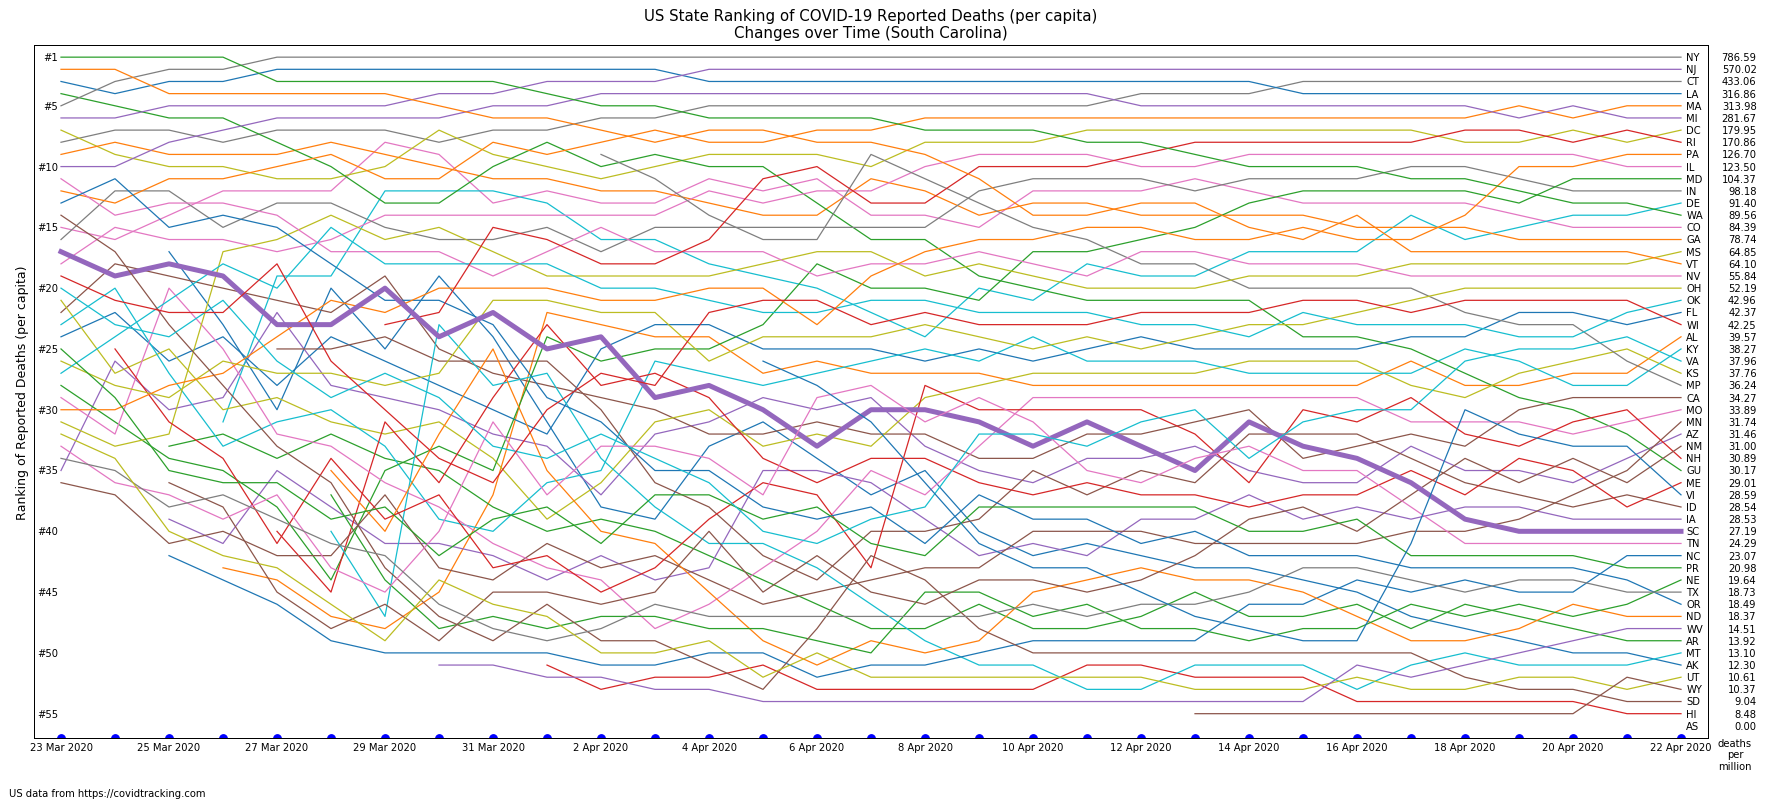 US State Ranking of COVID-19 Reported Deaths (per capita)
Changes over Time (South Carolina)
Ranking of Reported Deaths (per capita)
#1
#5
#10
#15
#20
#25
#30
#35
#40
#45
#50
#55
NY 786.59
NJ 570.02
CT 433.06
LA 316.86
MA 313.98
MI 281.67
DC 179.95
RI 170.86
PA 126.70
IL 123.50
MD 104.37
IN 98.18
DE 91.40
WA 89.56
CO 84.39
GA 78.74
MS 64.85
VT 64.10
NV 55.84
OH 52.19
OK 42.96
FL 42.37
WI 42.25
AL 39.57
KY 38.27
VA 37.96
KS 37.76
MP 36.24
CA 34.27
MO 33.89
MN 31.74
AZ 31.46
NM 31.00
NH 30.89
GU 30.17
ME 29.01
VI 28.59
ID 28.54
IA 28.53
SC 27.19
TN 24.29
NC 23.07
PR 20.98
NE 19.64
TX 18.73
OR 18.49
ND 18.37
WV 14.51
AR 13.92
MT 13.10
AK 12.30
UT 10.61
WY 10.37
SD 9.04
HI 8.48
AS 0.00
23 Mar 2020 25 Mar 2020 27 Mar 2020 29 Mar 2020 31 Mar 2020 2 Apr 2020 4 Apr 2020 6 Apr 2020 8 Apr 2020 10 Apr 2020 12 Apr 2020 14 Apr 2020 16 Apr 2020 18 Apr 2020 20 Apr 2020 22 Apr 2020
deaths
per
million
US data from https://covidtracking.com